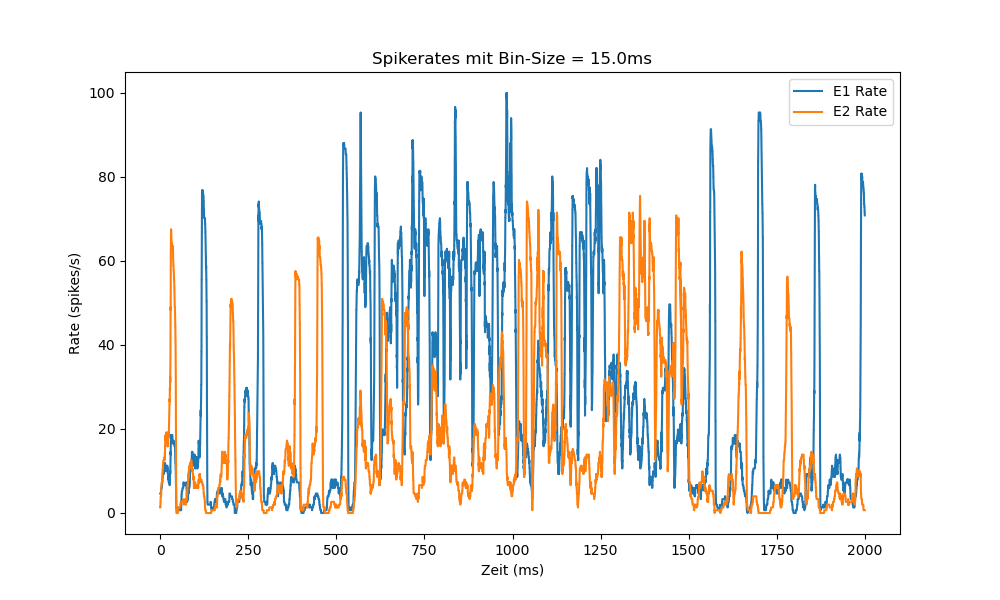 Spikerates mit Bin-Size = 15.0ms
E1 Rate
E2 Rate
100
80
60
40
20
0
Rate (spikes/s)
0 250 500 750 1000 1250 1500 1750 2000
Zeit (ms)